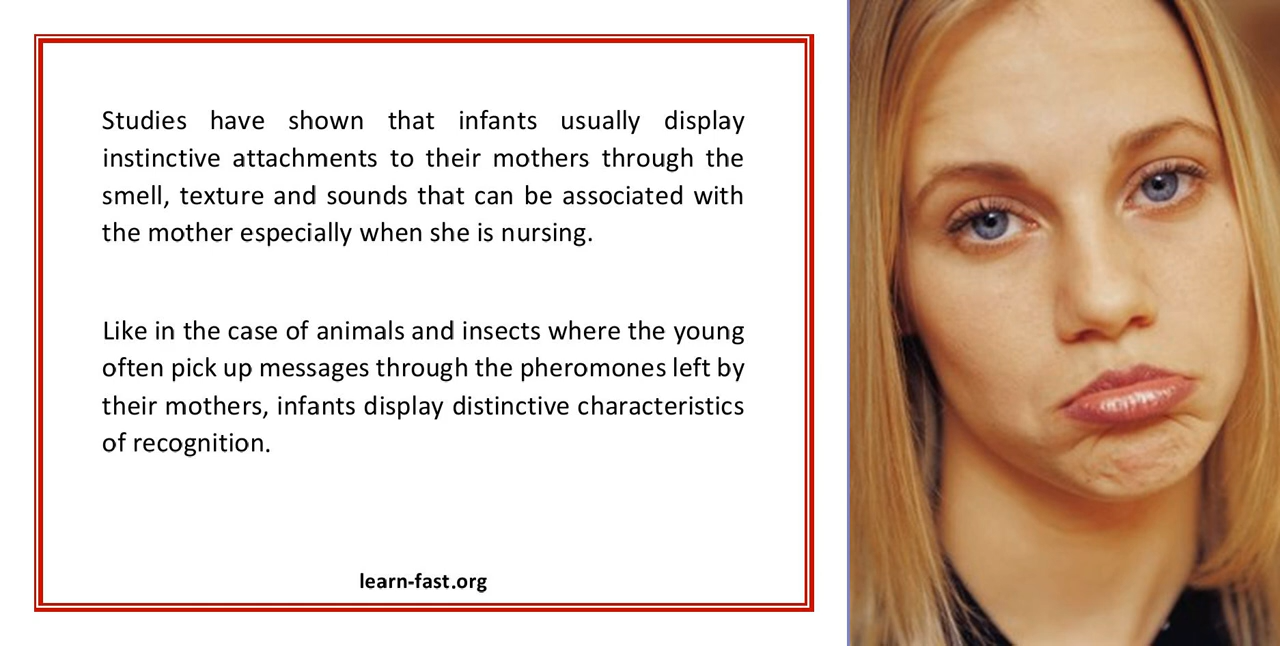 Studies have shown that infants usually display
instinctive attachments to their mothers through the
smell, texture and sounds that can be associated with
the mother especially when she is nursing.
Like in the case of animals and insects where the young
often pick up messages through the pheromones left by
their mothers, infants display distinctive characteristics
of recognition.
learn-fast.org